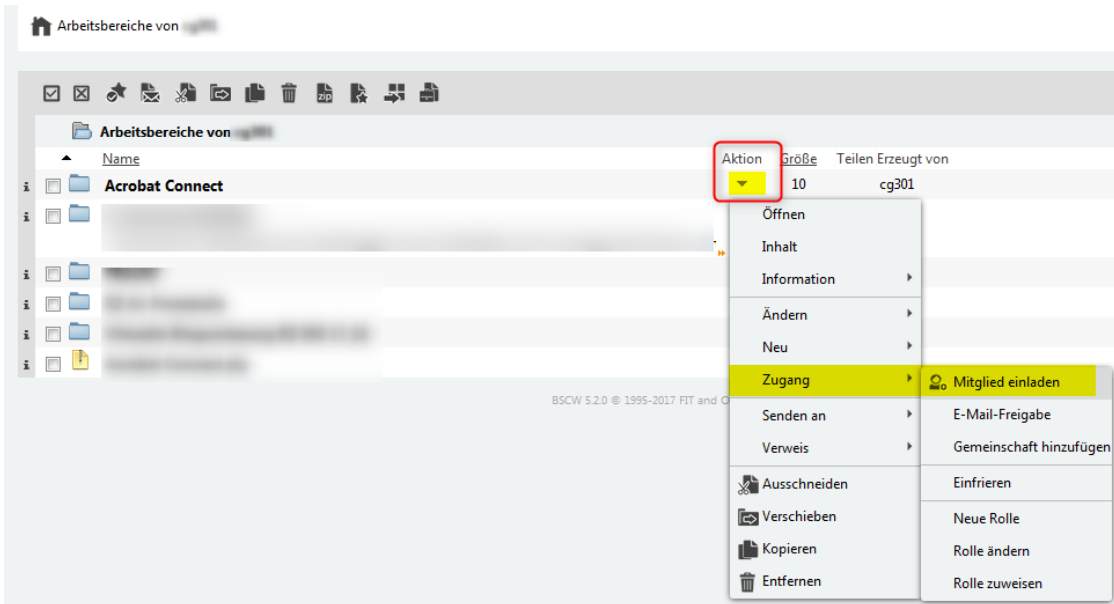 Arbeitsbereiche von
zip
Arbeitsbereiche von
Name Aktion Größe Teilen Erzeugt von
Acrobat Connect 10 cg301
Öffnen
Inhalt
Information
Ändern
Neu
Zugang Mitglied einladen
BSCW 5.2.0 © 1995-2017 FIT and O
Senden an E-Mail-Freigabe
Verweis Gemeinschaft hinzufügen
Ausschneiden Einfrieren
Verschieben Neue Rolle
Kopieren Rolle ändern
Entfernen Rolle zuweisen